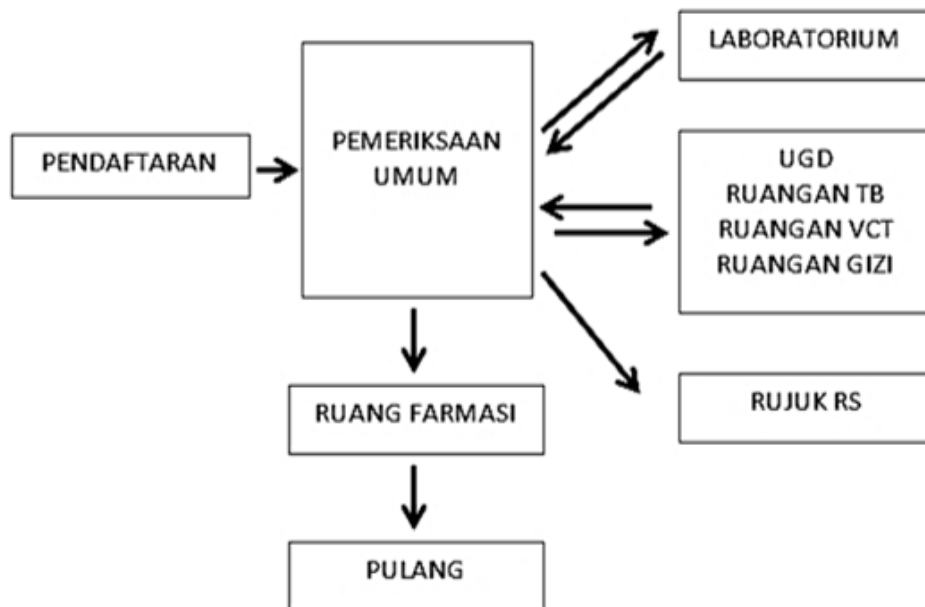 LABORATORIUM
PENDAFTARAN
PEMERIKSAAN
UMUM
UGD
RUANGAN TB
RUANGAN VCT
RUANGAN GIZI
RUJUK RS
RUANG FARMASI
PULANG